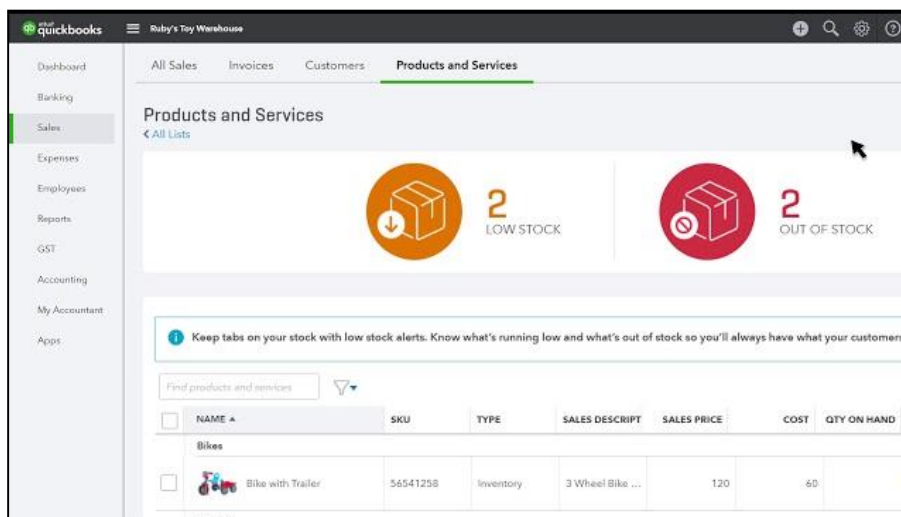 intuit quickbooks Ruby's Toy Warehouse
Dashboard
Banking
Sales
Expenses
Employees
Reports
GST
Accounting
My Accountant
Apps
All Sales Invoices Customers Products and Services
Products and Services
All Lists
2 LOW STOCK
2 OUT OF STOCK
Keep tabs on your stock with low stock alerts. Know what's running low and what's out of stock so you'll always have what your customers
Find products and services
NAME SKU TYPE SALES DESCRIPT SALES PRICE COST QTY ON HAND
Bikes
Bike with Trailer 56541258 Inventory 3 Wheel Bike ... 120 60